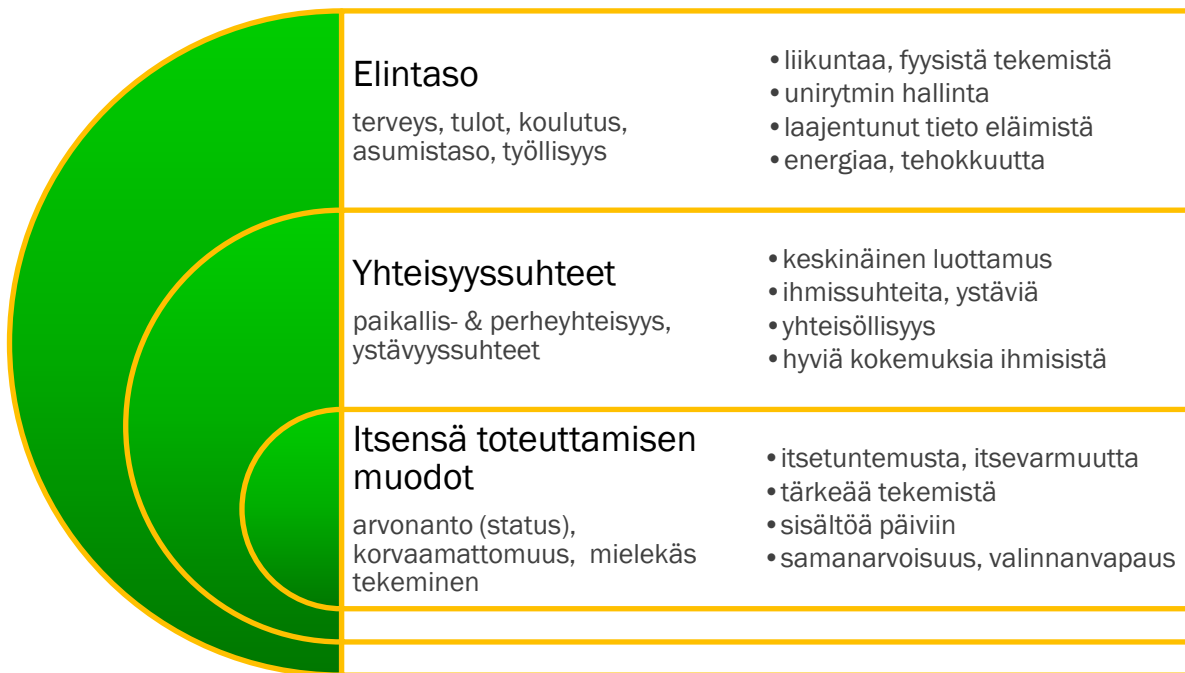 Elintaso
terveys, tulot, koulutus,
asumistaso, työllisyys
•liikuntaa, fyysistä tekemistä
•unirytmin hallinta
•laajentunut tieto eläimistä
•energiaa, tehokkuutta
Yhteisyyssuhteet
paikallis- & perheyhteisyys,
ystävyyssuhteet
•keskinäinen luottamus
•ihmissuhteita, ystäviä
•yhteisöllisyys
•hyviä kokemuksia ihmisistä
Itsensä toteuttamisen
muodot
arvonanto (status),
korvaamattomuus, mielekäs
tekeminen
•itsetuntemusta, itsevarmuutta
•tärkeää tekemistä
•sisältöä päiviin
•samanarvoisuus, valinnanvapaus